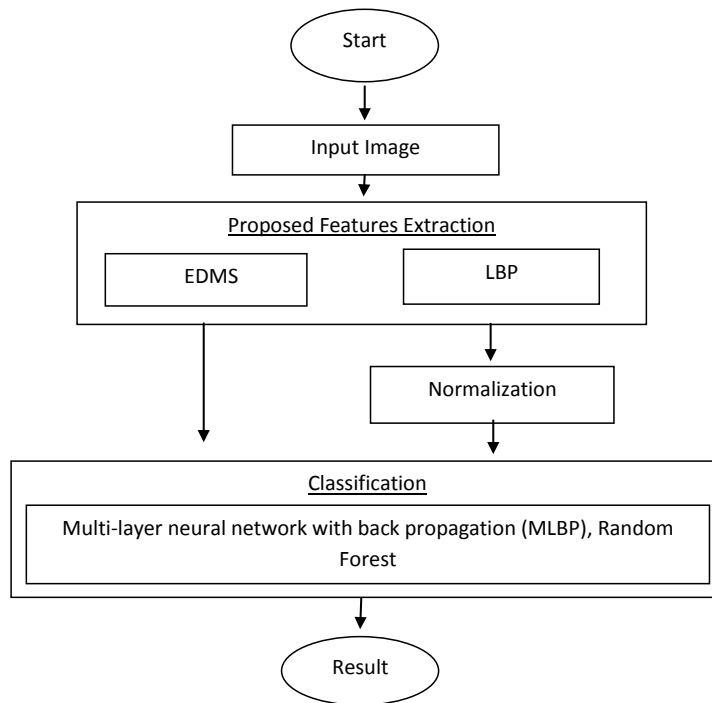 Start
Input Image
Proposed Features Extraction
EDMS
LBP
Normalization
Classification
Multi-layer neural network with back propagation (MLBP), Random
Forest
Result